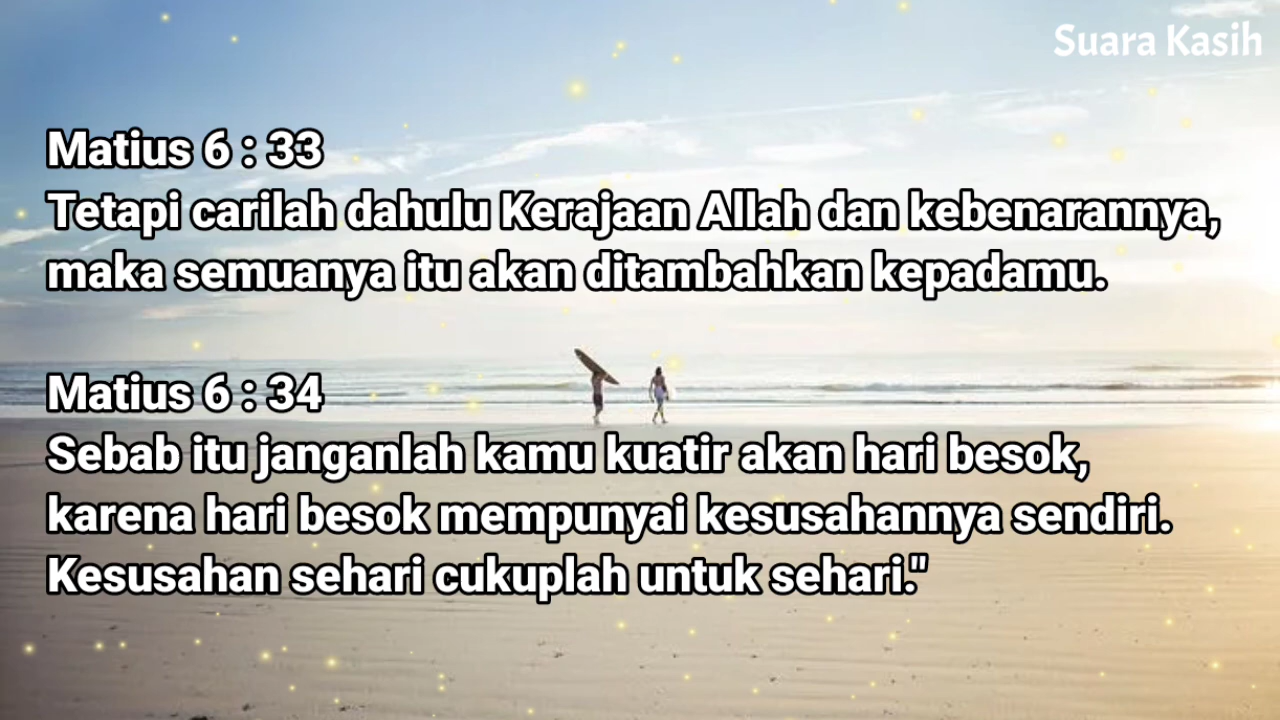 Suara Kasih
Matius 6 : 33
Tetapi carilah dahulu Kerajaan Allah dan kebenarannya,
maka semuanya itu akan ditambahkan kepadamu.
Matius 6 : 34
Sebab itu janganlah kamu kuatir akan hari besok,
karena hari besok mempunyai kesusahannya sendiri.
Kesusahan sehari cukuplah untuk sehari."